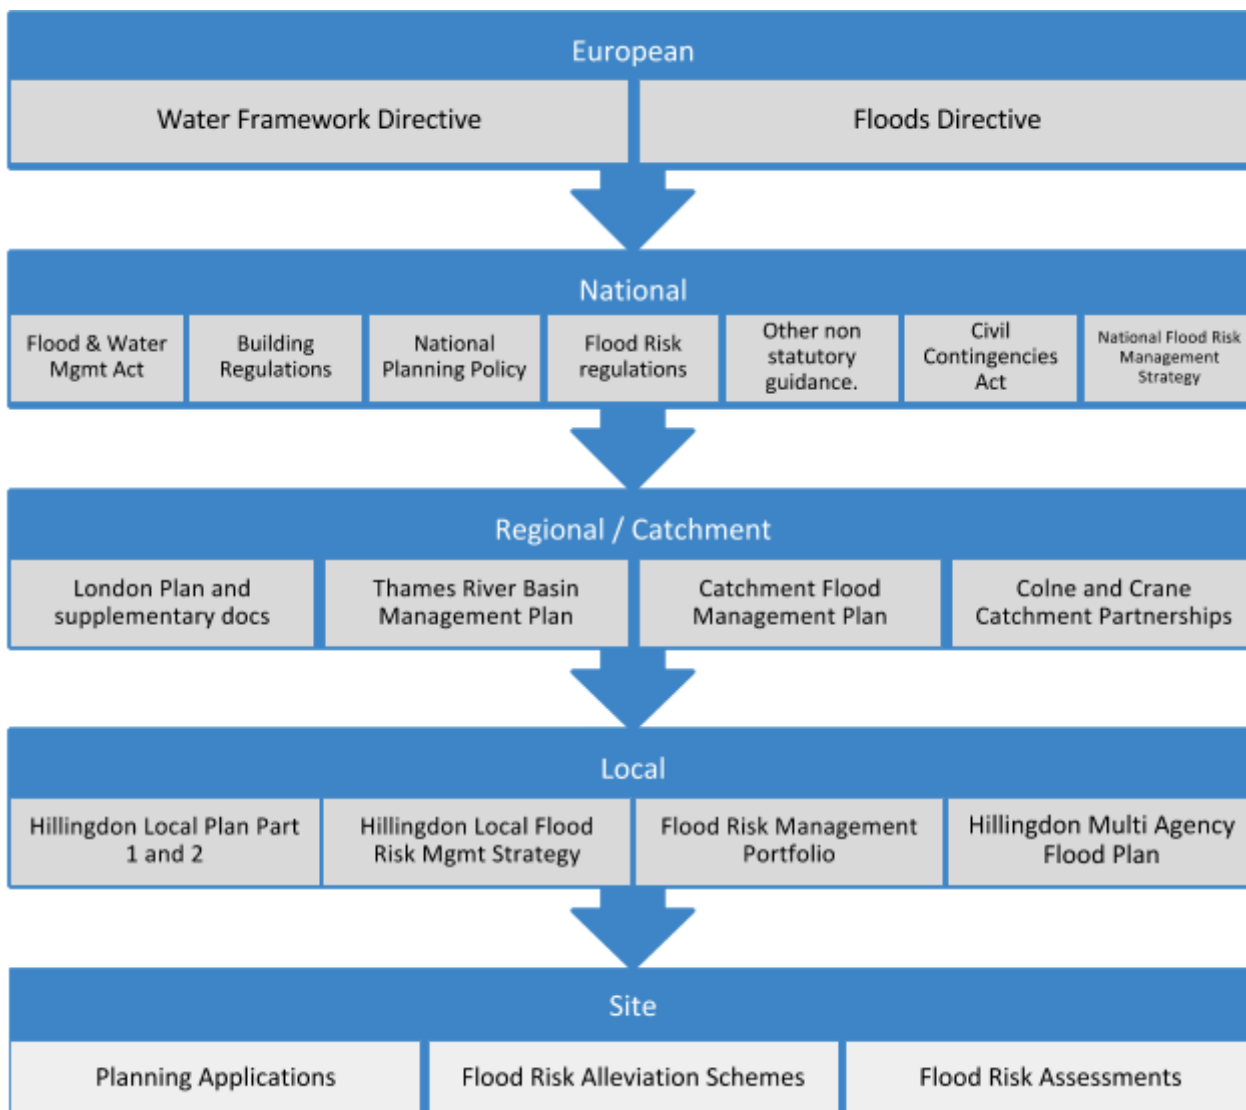 European
Water Framework Directive
Floods Directive
National
Flood & Water
Mgmt Act
Building
Regulations
National
Planning Policy
Flood Risk
regulations
Other non
statutory
guidance.
Civil
Contingencies
Act
National Flood Risk
Management
Strategy
Regional / Catchment
London Plan and
supplementary docs
Thames River Basin
Management Plan
Catchment Flood
Management Plan
Colne and Crane
Catchment Partnerships
Local
Hillingdon Local Plan Part
1 and 2
Hillingdon Local Flood
Risk Mgmt Strategy
Flood Risk Management
Portfolio
Hillingdon Multi Agency
Flood Plan
Site
Planning Applications
Flood Risk Alleviation Schemes
Flood Risk Assessments